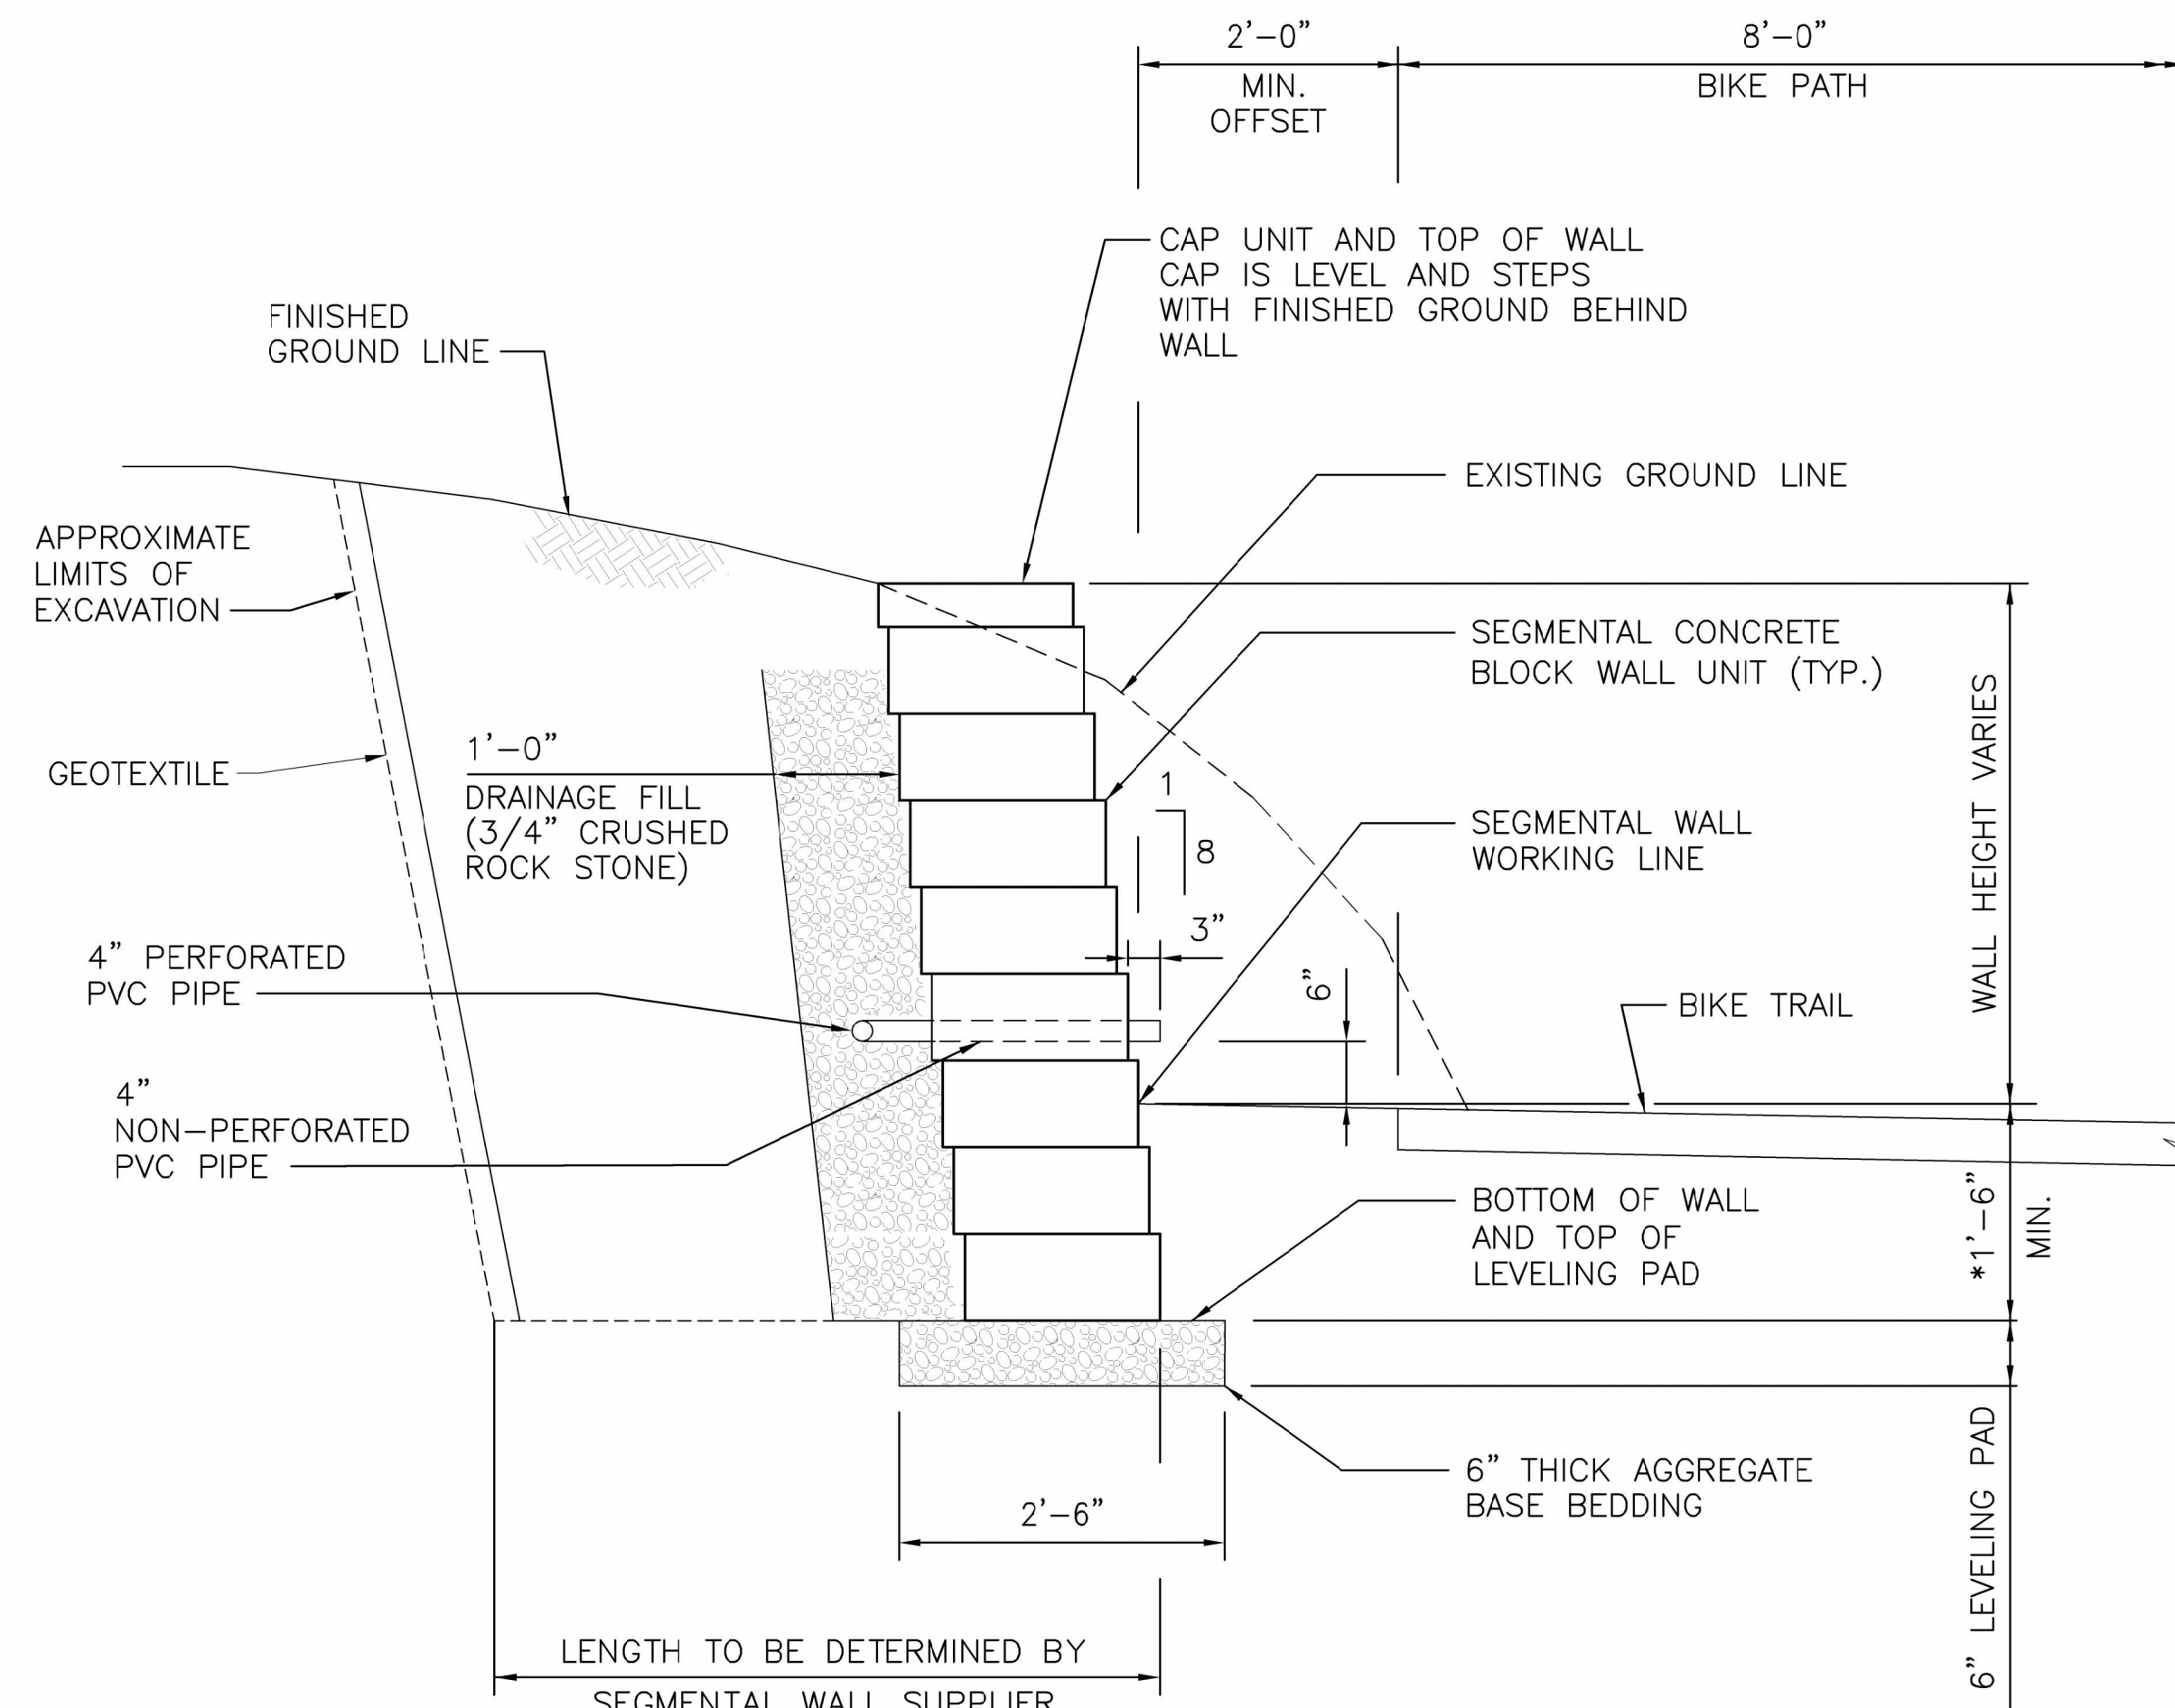 2'-0"
MIN.
OFFSET
8'-0"
BIKE PATH
CAP UNIT AND TOP OF WALL
CAP IS LEVEL AND STEPS
WITH FINISHED GROUND BEHIND
WALL
FINISHED
GROUND LINE
EXISTING GROUND LINE
APPROXIMATE
LIMITS OF
EXCAVATION
SEGMENTAL CONCRETE
BLOCK WALL UNIT (TYP.)
GEOTEXTILE
1'-0"
DRAINAGE FILL
(3/4" CRUSHED
ROCK STONE)
1
8
SEGMENTAL WALL
WORKING LINE
WALL HEIGHT VARIES
3"
6"
4" PERFORATED
PVC PIPE
BIKE TRAIL
4"
NON-PERFORATED
PVC PIPE
BOTTOM OF WALL
AND TOP OF
LEVELING PAD
*1'-6"
MIN.
6" THICK AGGREGATE
BASE BEDDING
2'-6"
6" LEVELING PAD
LENGTH TO BE DETERMINED BY
SEGMENTAL WALL SUPPLIER